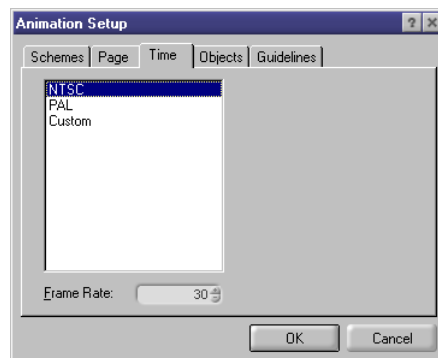 Animation Setup
Schemes Page Time Objects Guidelines
NTSC
PAL
Custom
Frame Rate: 30
OK Cancel